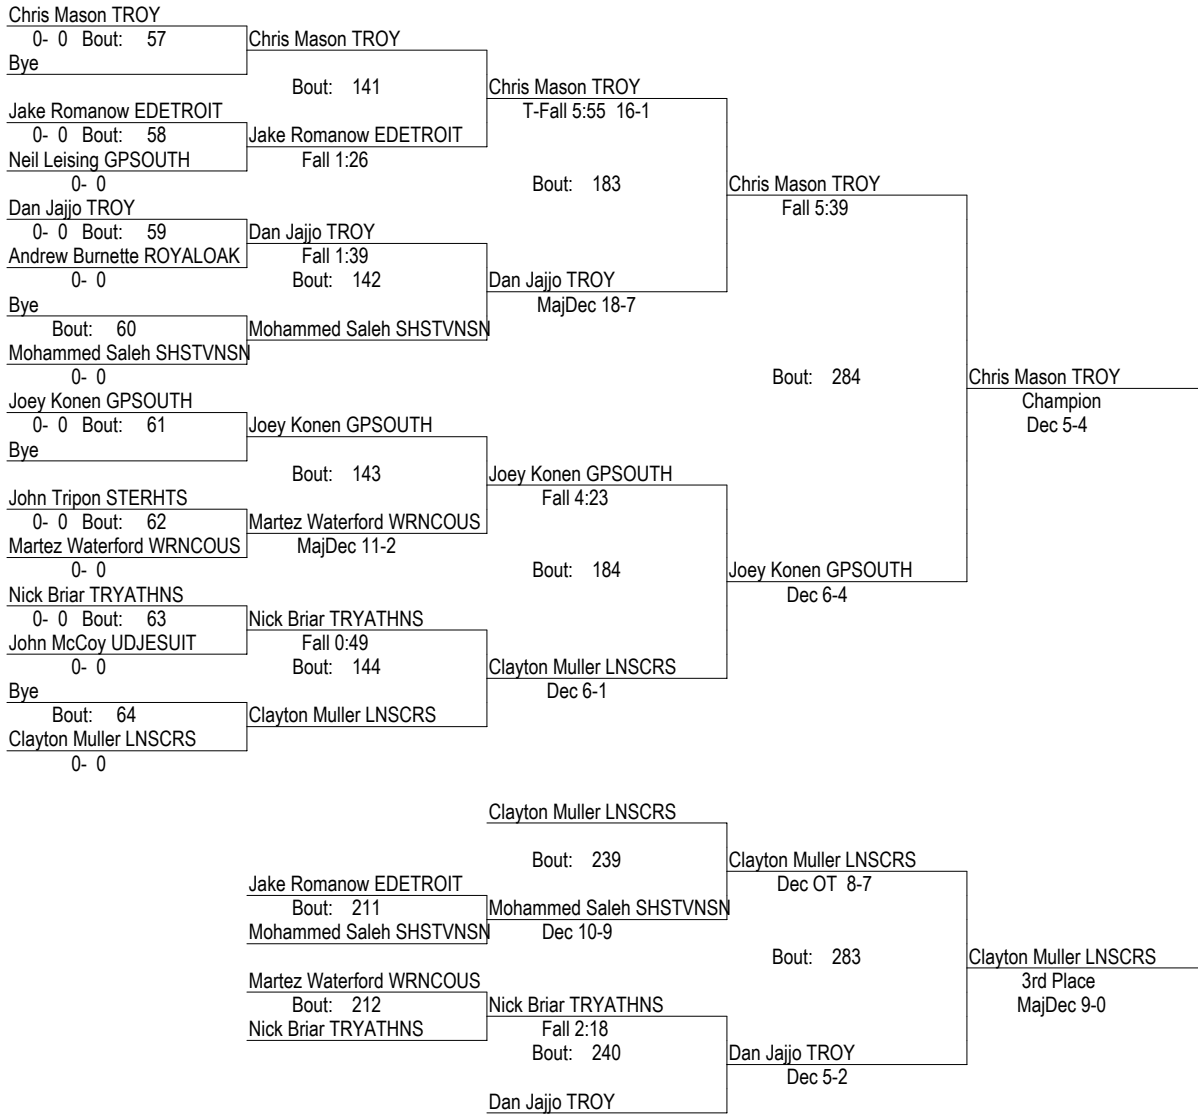 Chris Mason TROY
0- 0 Bout: 57
Bye
Chris Mason TROY
Bout: 141
Chris Mason TROY
T-Fall 5:55 16-1
Jake Romanow EDETROIT
0- 0 Bout: 58
Neil Leising GPSOUTH
0- 0
Jake Romanow EDETROIT
Fall 1:26
Bout: 183
Chris Mason TROY
Fall 5:39
Dan Jajjo TROY
0- 0 Bout: 59
Andrew Burnette ROYALOAK
0- 0
Dan Jajjo TROY
Fall 1:39
Bout: 142
Dan Jajjo TROY
MajDec 18-7
Bye
Bout: 60
Mohammed Saleh SHSTVNSN
0- 0
Mohammed Saleh SHSTVNSN
Bout: 284
Chris Mason TROY
Champion
Dec 5-4
Joey Konen GPSOUTH
0- 0 Bout: 61
Bye
Joey Konen GPSOUTH
Bout: 143
Joey Konen GPSOUTH
Fall 4:23
John Tripon STERHTS
0- 0 Bout: 62
Martez Waterford WRNCOUS
0- 0
Martez Waterford WRNCOUS
MajDec 11-2
Bout: 184
Joey Konen GPSOUTH
Dec 6-4
Nick Briar TRYATHNS
0- 0 Bout: 63
John McCoy UDJESUIT
0- 0
Nick Briar TRYATHNS
Fall 0:49
Bout: 144
Clayton Muller LNSCRS
Dec 6-1
Bye
Bout: 64
Clayton Muller LNSCRS
0- 0
Clayton Muller LNSCRS
Clayton Muller LNSCRS
Bout: 239
Clayton Muller LNSCRS
Dec OT 8-7
Jake Romanow EDETROIT
Bout: 211
Mohammed Saleh SHSTVNSN
Mohammed Saleh SHSTVNSN
Dec 10-9
Bout: 283
Clayton Muller LNSCRS
3rd Place
MajDec 9-0
Martez Waterford WRNCOUS
Bout: 212
Nick Briar TRYATHNS
Nick Briar TRYATHNS
Fall 2:18
Bout: 240
Dan Jajjo TROY
Dec 5-2
Dan Jajjo TROY